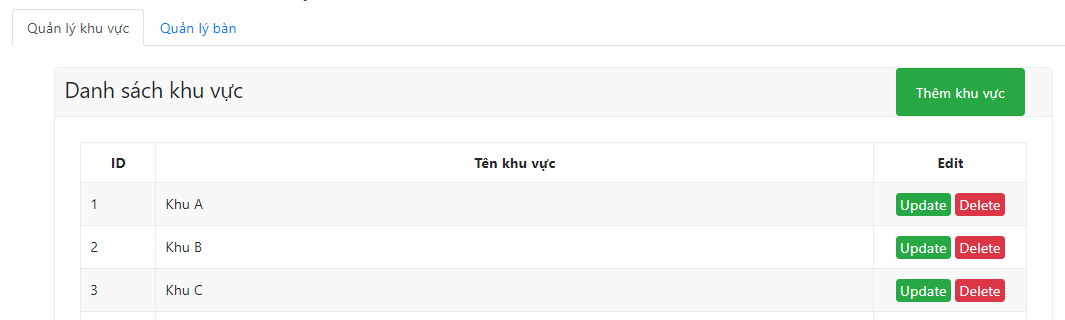 Quản lý khu vực Quản lý bàn
Danh sách khu vực Thêm khu vực
ID Tên khu vực Edit
1 Khu A Update Delete
2 Khu B Update Delete
3 Khu C Update Delete